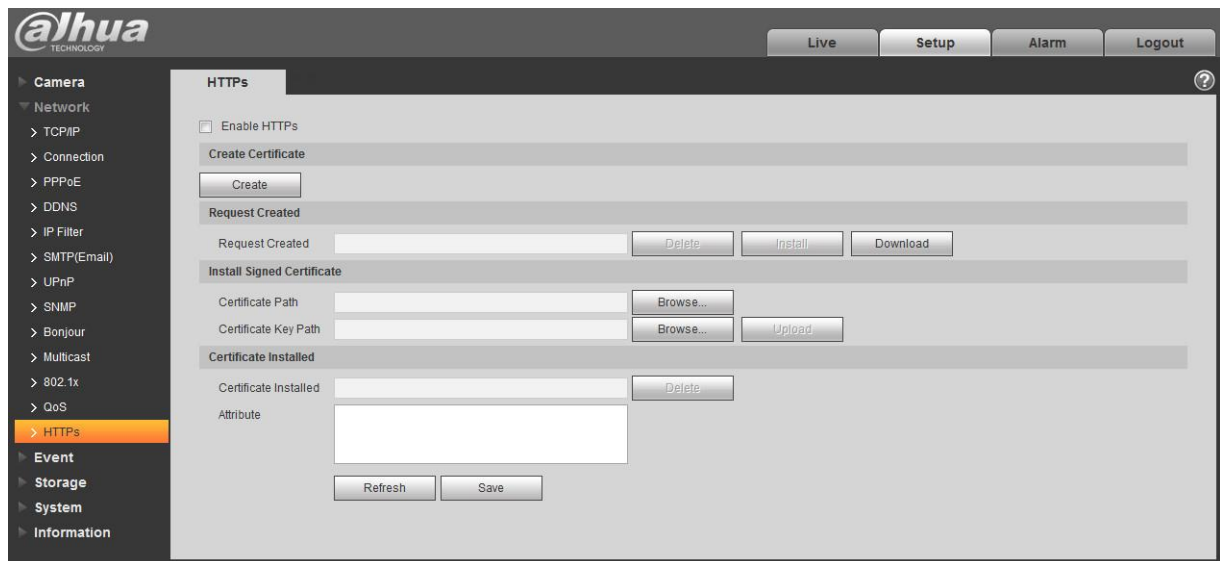 alhua
TECHNOLOGY
Live Setup Alarm Logout
Camera
Network
TCP/IP
Connection
PPPoE
DDNS
IP Filter
SMTP(Email)
UPnP
SNMP
Bonjour
Multicast
802.1x
QoS
HTTPs
Event
Storage
System
Information
HTTPs
?
Enable HTTPs
Create Certificate
Create
Request Created
Request Created Delete Install Download
Install Signed Certificate
Certificate Path Browse...
Certificate Key Path Browse... Upload
Certificate Installed
Certificate Installed Delete
Attribute
Refresh Save